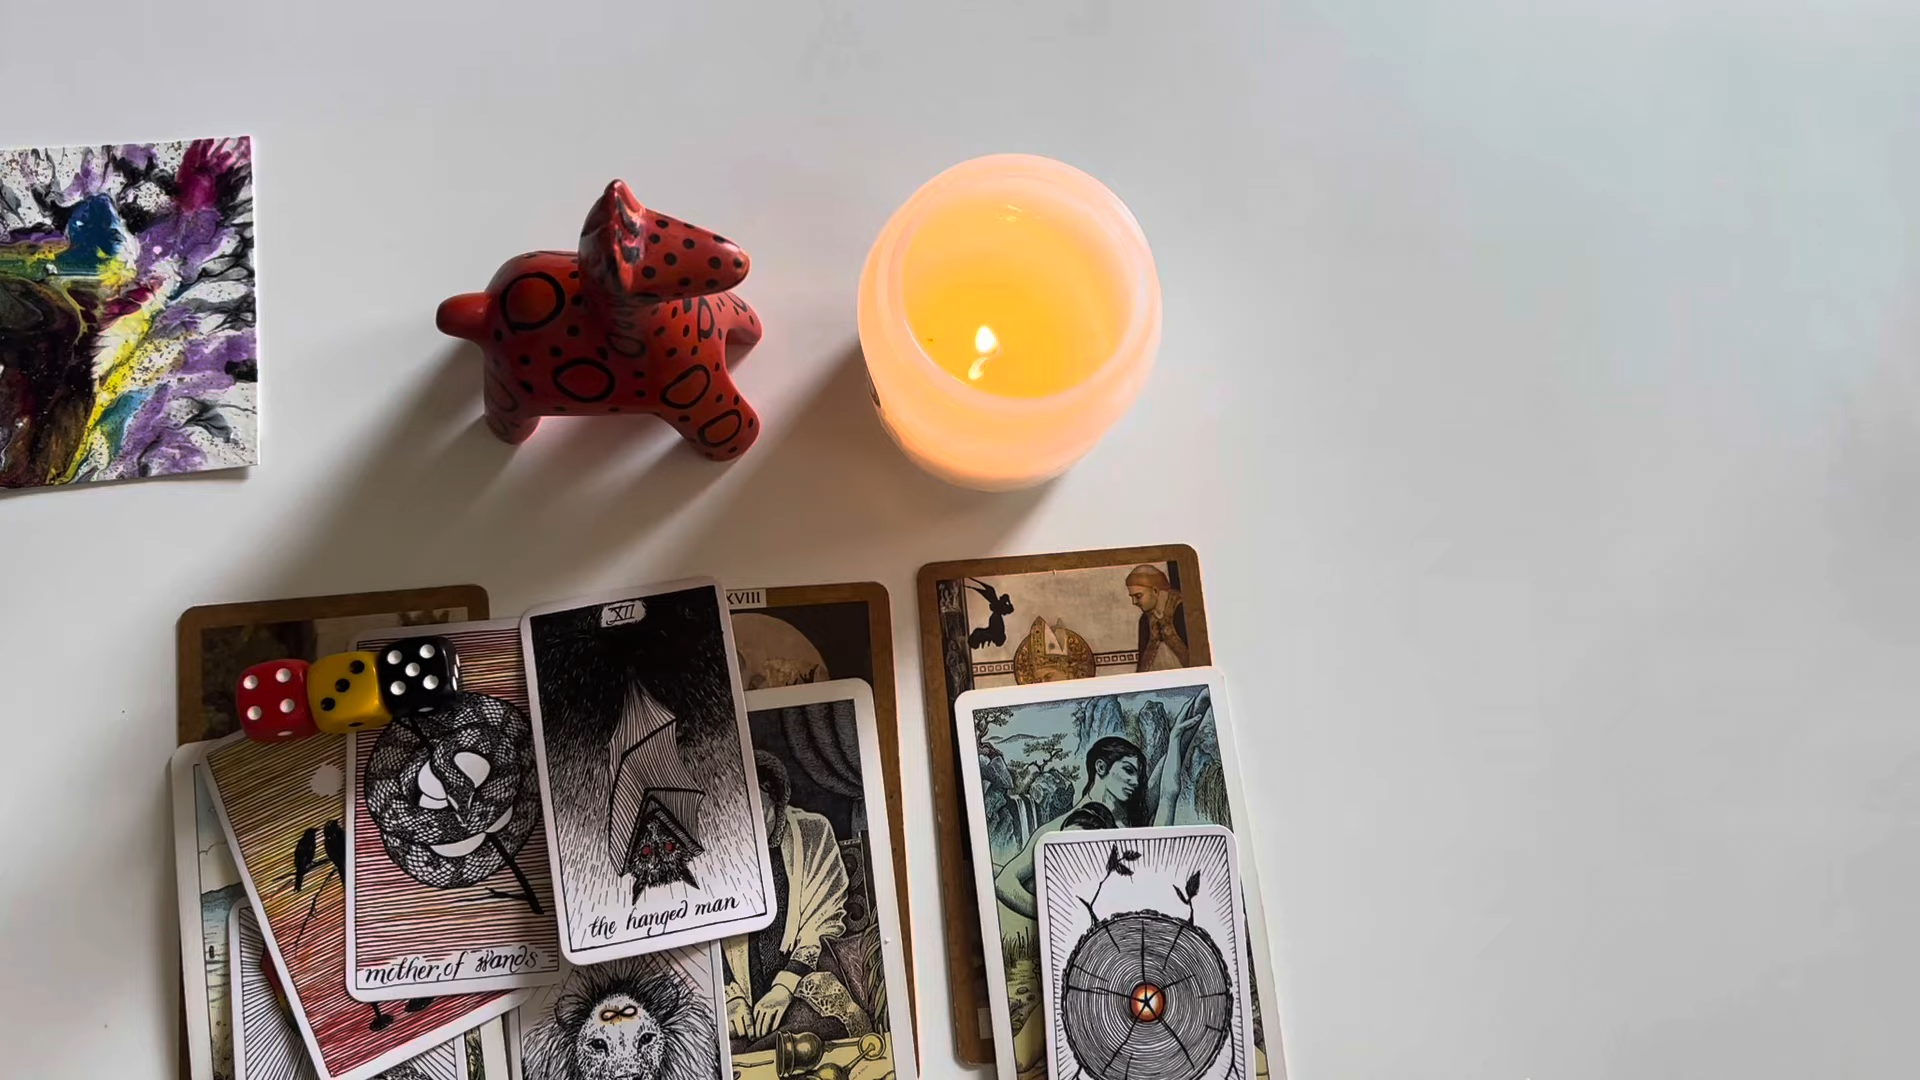 XII
XVIII
the hanged man
mother of wands